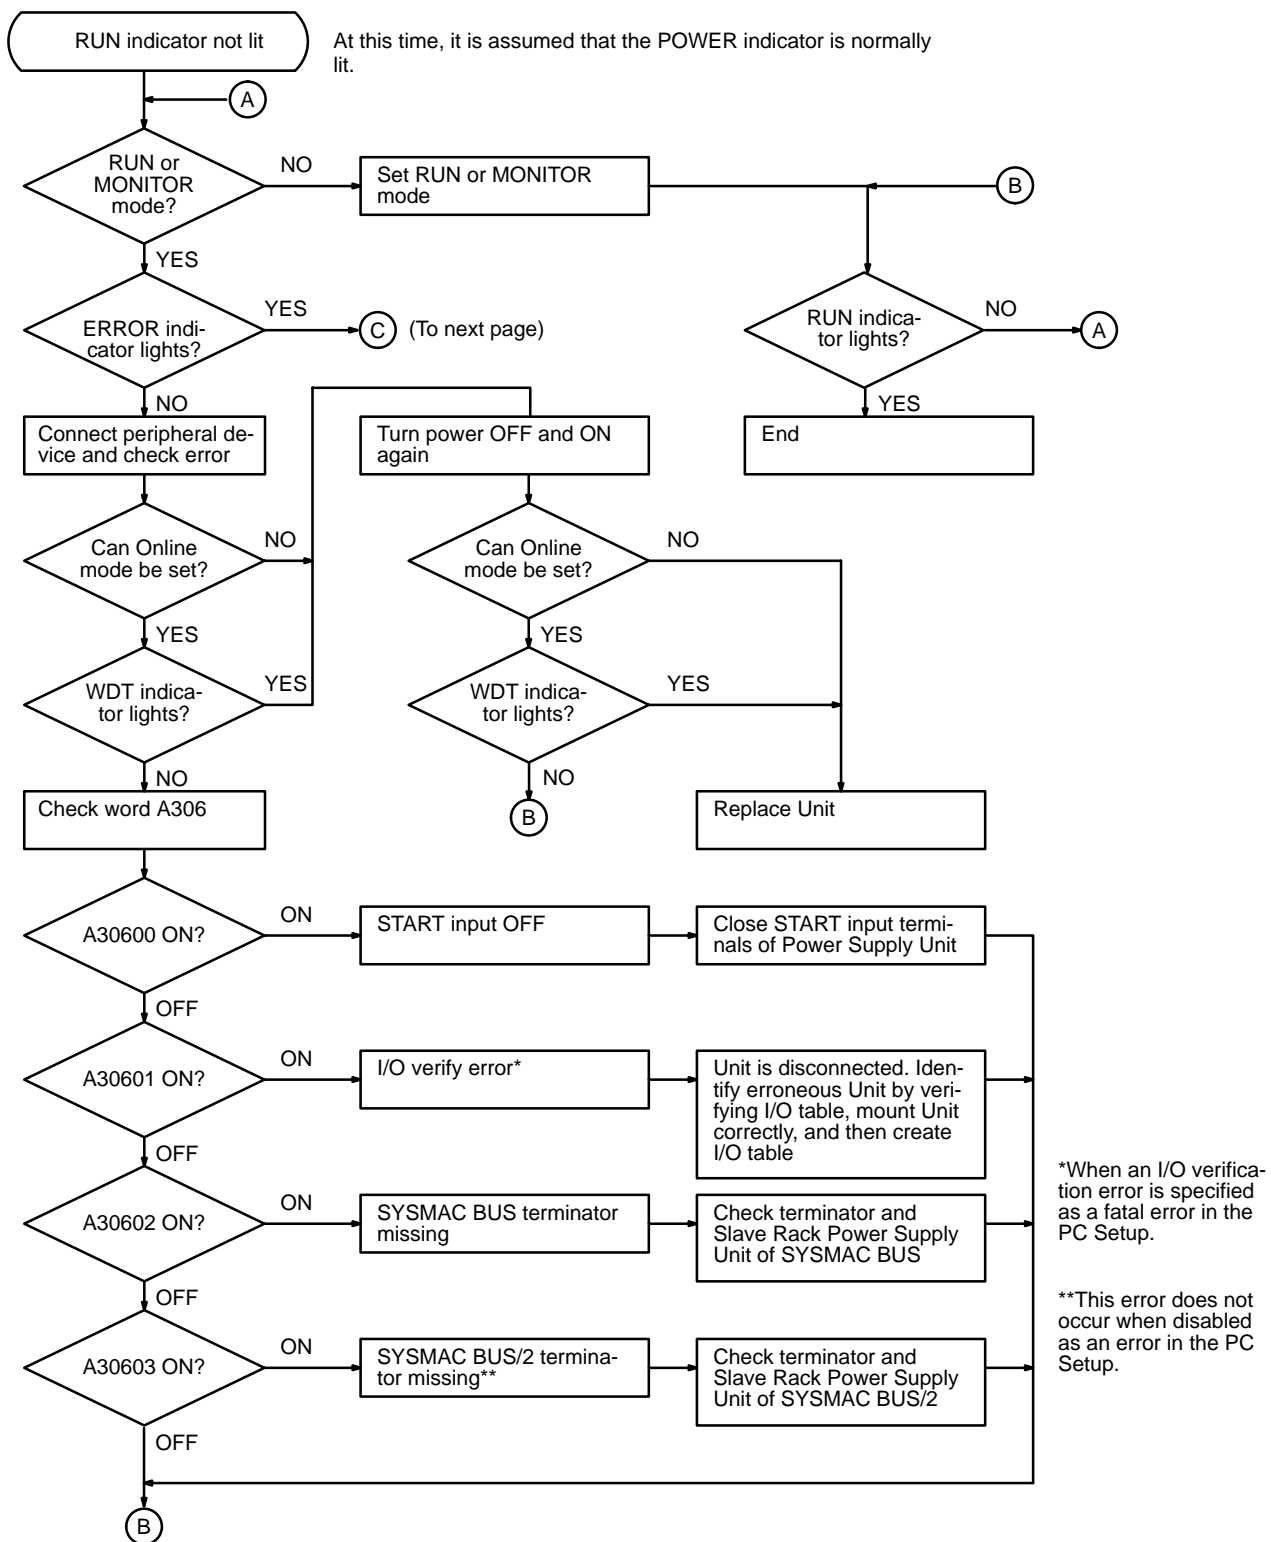 RUN indicator not lit
At this time, it is assumed that the POWER indicator is normally
lit.
A
RUN or
MONITOR
mode?
NO
Set RUN or MONITOR
mode
B
YES
ERROR indi-
cator lights?
YES
C
(To next page)
RUN indica-
tor lights?
NO
A
NO
YES
Connect peripheral de-
vice and check error
Turn power OFF and ON
again
End
Can Online
mode be set?
NO
Can Online
mode be set?
NO
YES
YES
WDT indica-
tor lights?
YES
WDT indica-
tor lights?
YES
NO
NO
Check word A306
B
Replace Unit
A30600 ON?
ON
START input OFF
Close START input termi-
nals of Power Supply Unit
OFF
A30601 ON?
ON
I/O verify error*
Unit is disconnected. Iden-
tify erroneous Unit by veri-
fying I/O table, mount Unit
correctly, and then create
I/O table
OFF
*When an I/O verifica-
tion error is specified
as a fatal error in the
PC Setup.
A30602 ON?
ON
SYSMAC BUS terminator
missing
Check terminator and
Slave Rack Power Supply
Unit of SYSMAC BUS
OFF
**This error does not
occur when disabled
as an error in the PC
Setup.
A30603 ON?
ON
SYSMAC BUS/2 termina-
tor missing**
Check terminator and
Slave Rack Power Supply
Unit of SYSMAC BUS/2
OFF
B